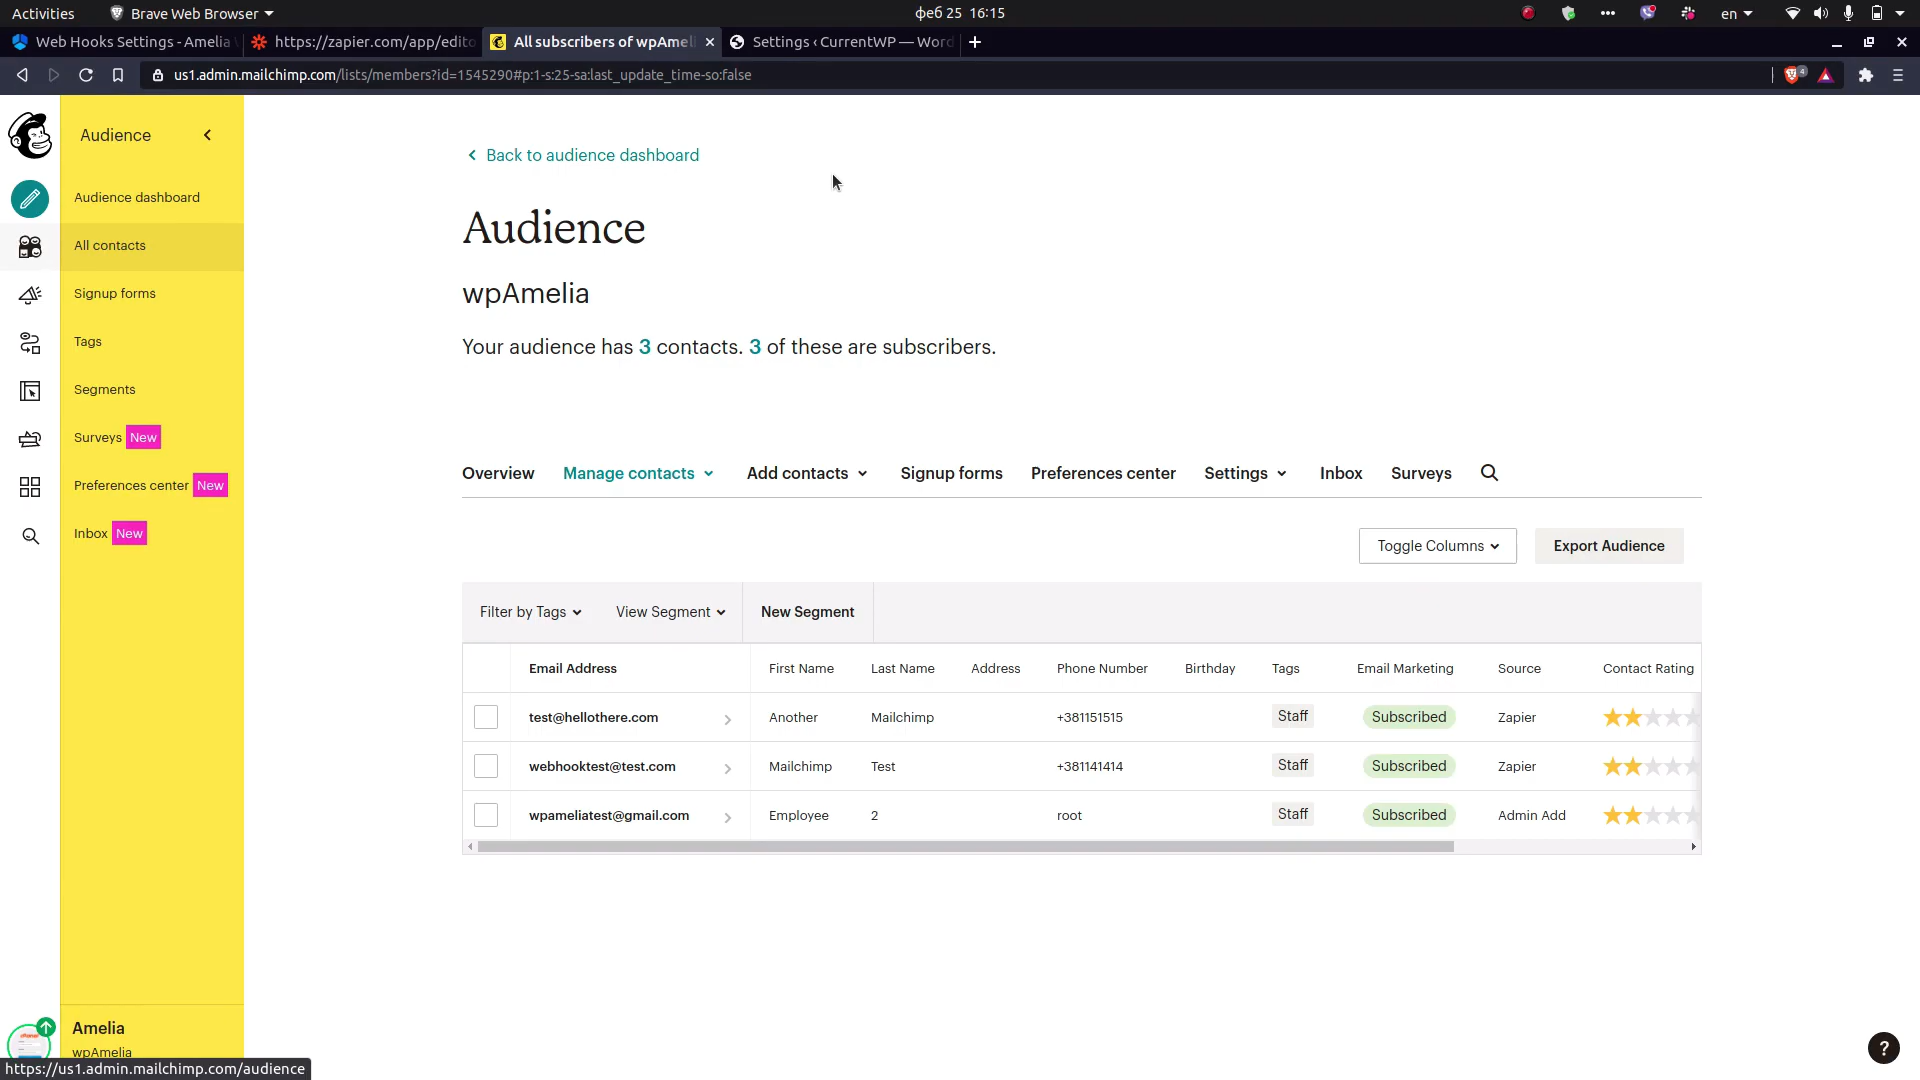 Activities
Brave Web Browser
феб 25 16:15
en
Web Hooks Settings - Amelia
https://zapier.com/app/edito
All subscribers of wpAmeli
Settings ‹ CurrentWP — Word
us1.admin.mailchimp.com/lists/members?id=1545290#p:1-s:25-sa:last_update_time-so:false
4
Audience
Audience dashboard
All contacts
Signup forms
Tags
Segments
Surveys New
Preferences center New
Inbox New
Amelia
wpAmelia
https://us1.admin.mailchimp.com/audience
Back to audience dashboard
Audience
wpAmelia
Your audience has 3 contacts. 3 of these are subscribers.
Overview Manage contacts Add contacts Signup forms Preferences center Settings Inbox Surveys
Toggle Columns Export Audience
Filter by Tags View Segment New Segment
Email Address First Name Last Name Address Phone Number Birthday Tags Email Marketing Source Contact Rating
test@hellothere.com Another Mailchimp +381151515 Staff Subscribed Zapier
webhooktest@test.com Mailchimp Test +381141414 Staff Subscribed Zapier
wpameliatest@gmail.com Employee 2 root Staff Subscribed Admin Add
?